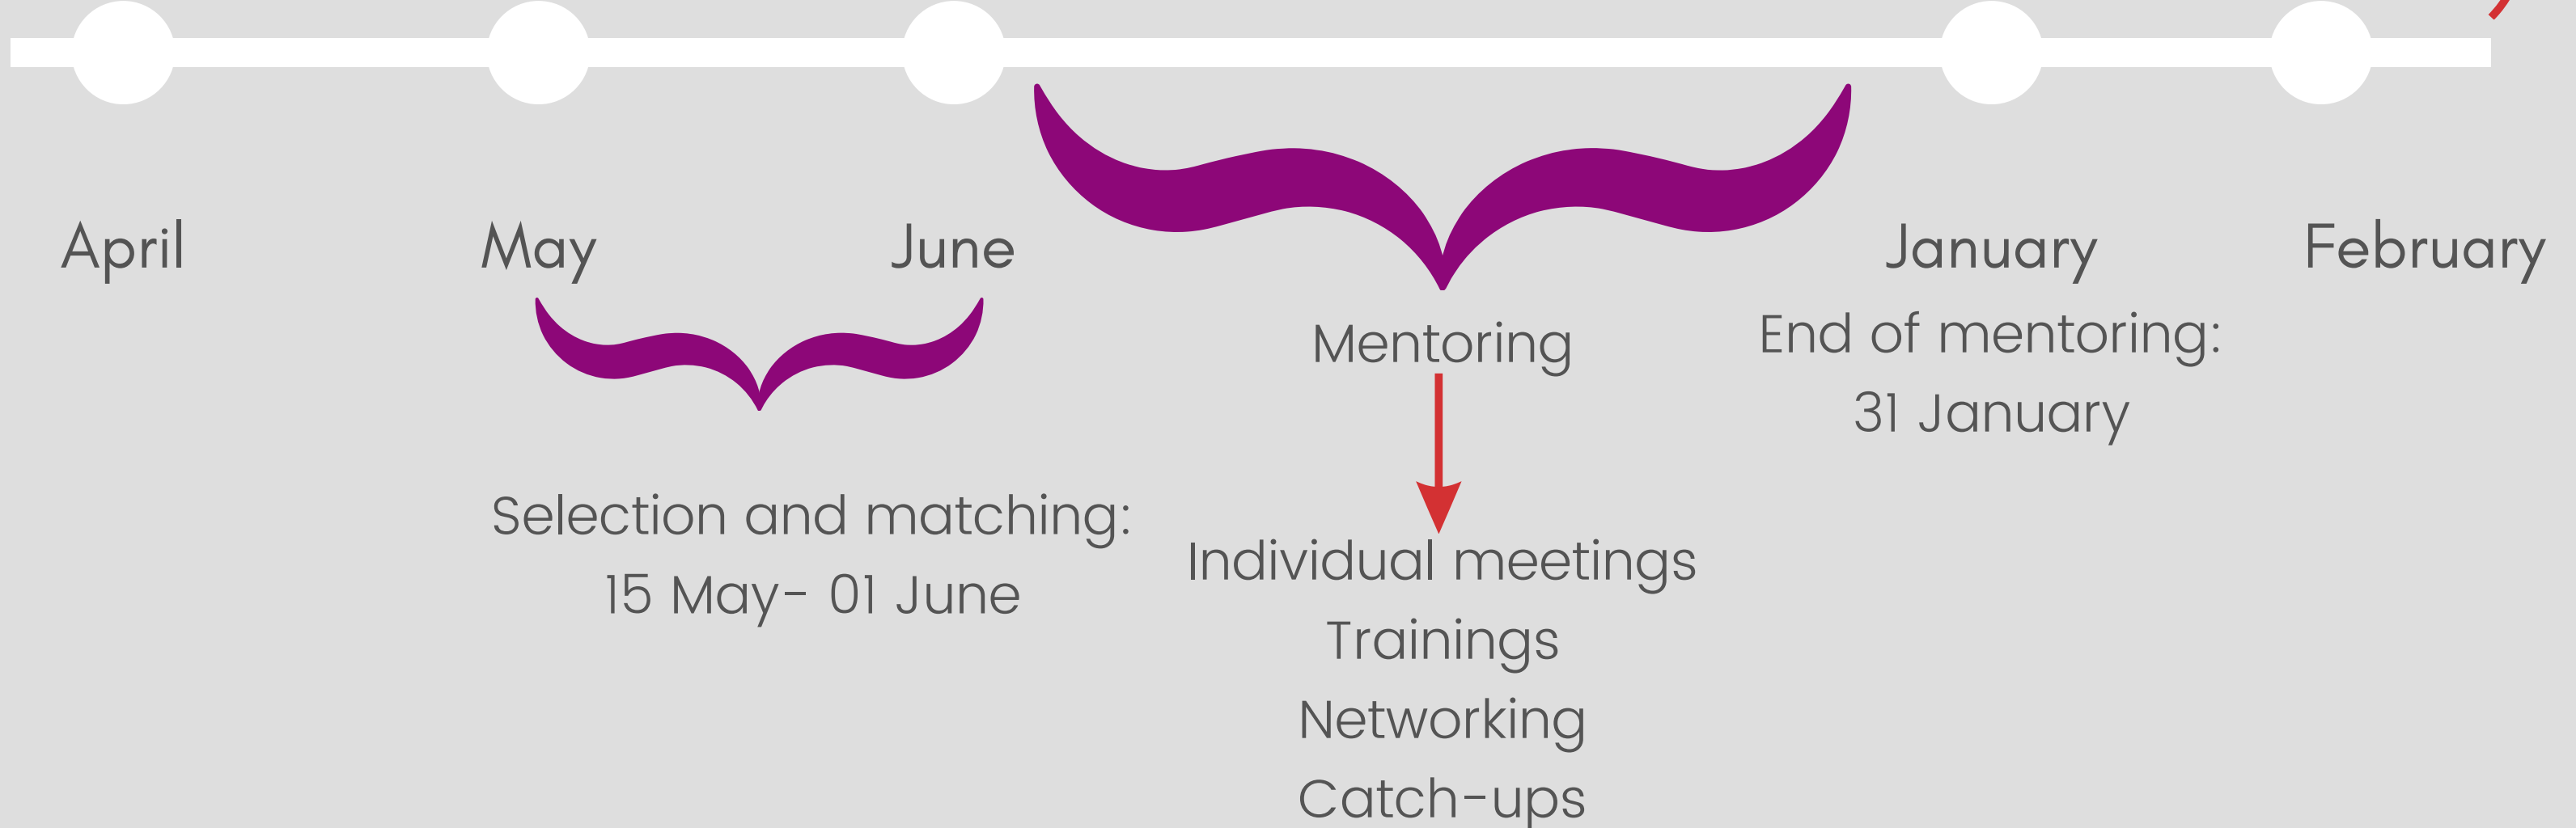 April
May
June
January
February
Selection and matching:
15 May- 01 June
Mentoring
Individual meetings
Trainings
Networking
Catch-ups
End of mentoring:
31 January